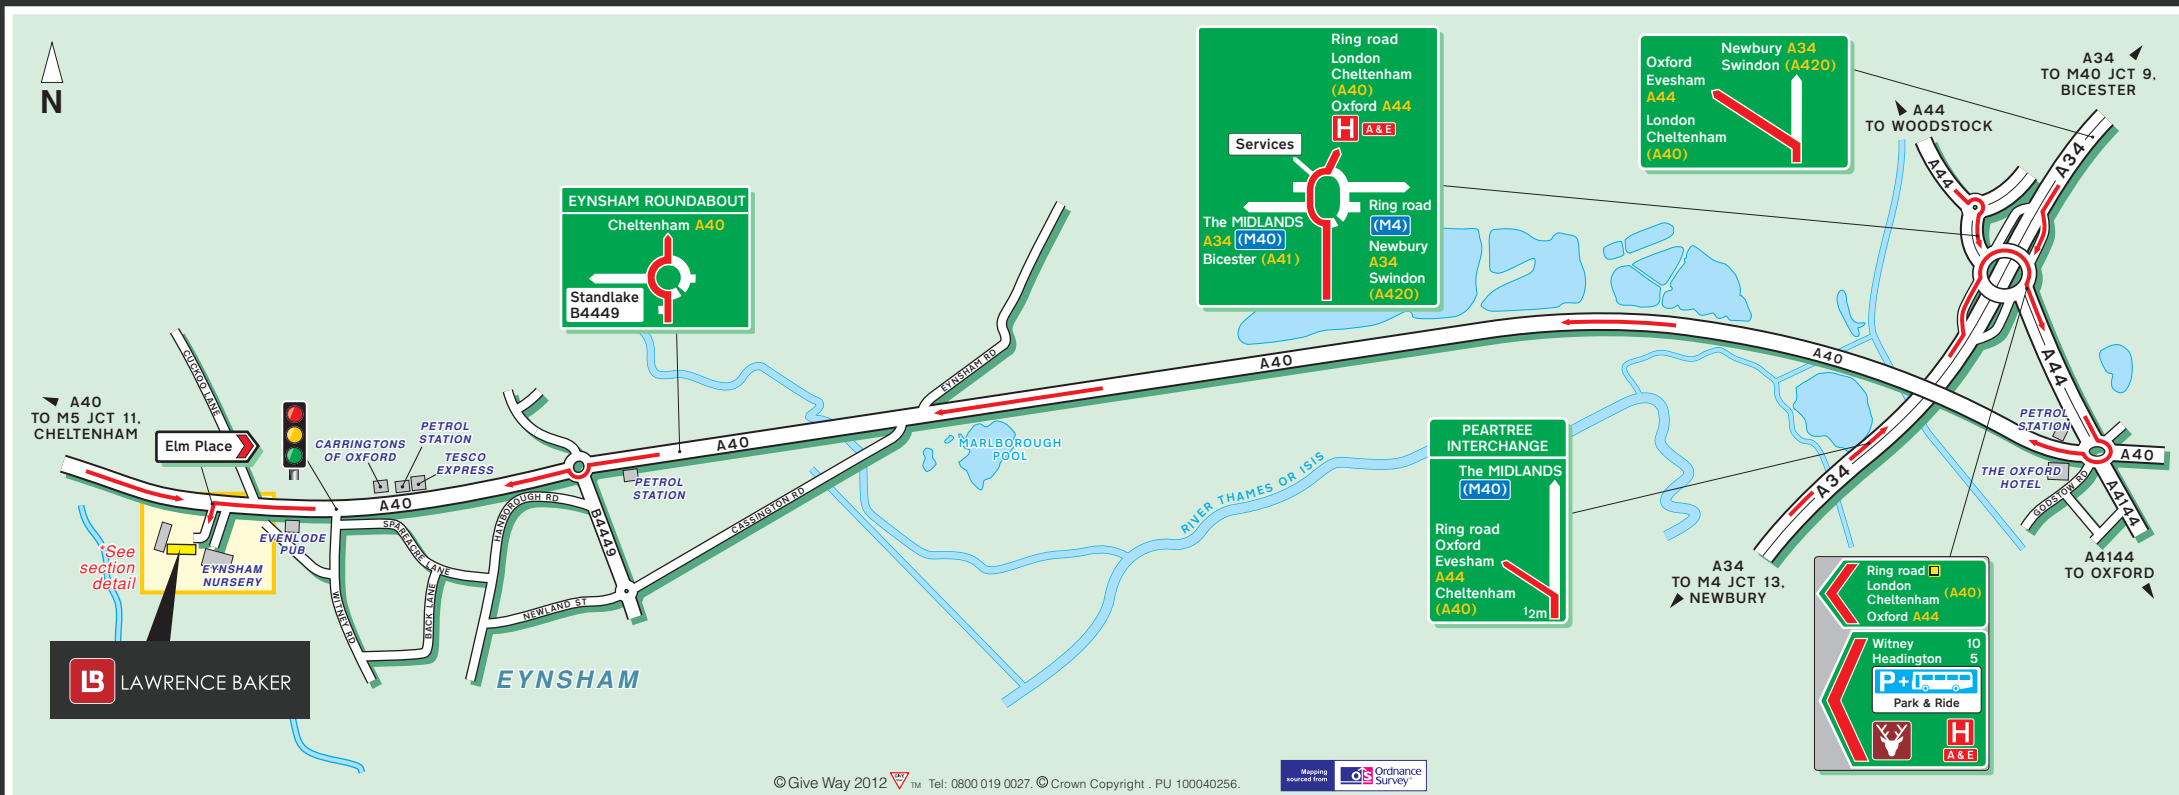 N
A40
TO M5 JCT 11,
CHELTENHAM
Elm Place
CUCKOO LANE
CARRINGTONS
OF OXFORD
PETROL
STATION
TESCO
EXPRESS
A40
*See
section
detail
EVENLODE
PUB
EYNSHAM
NURSERY
LB LAWRENCE BAKER
WITNEY RD
SPAREACRE LANE
BACK LANE
HANBOROUGH RD
B4449
NEWLAND ST
EYNSHAM
EYNSHAM ROUNDABOUT
Cheltenham A40
Standlake
B4449
PETROL
STATION
A40
CASSINGTON RD
EYNSHAM RD
MARLBOROUGH
POOL
RIVER THAMES OR ISIS
A40
Ring road
London
Cheltenham
(A40)
Oxford A44
H A & E
Services
The MIDLANDS
A34 (M40)
Bicester (A41)
Ring road
(M4)
Newbury
A34
Swindon
(A420)
Newbury A34
Swindon (A420)
Oxford
Evesham
A44
London
Cheltenham
(A40)
A34
TO M40 JCT 9,
BICESTER
A44
TO WOODSTOCK
A44
A34
A40
A44
PETROL
STATION
A40
THE OXFORD
HOTEL
GODSTOW RD
A4144
A4144
TO OXFORD
PEARTREE
INTERCHANGE
The MIDLANDS
(M40)
Ring road
Oxford
Evesham
A44
Cheltenham
(A40)
12m
A34
A34
TO M4 JCT 13,
NEWBURY
Ring road
London
Cheltenham (A40)
Oxford A44
Witney 10
Headington 5
P+
Park & Ride
H
A & E
© Give Way 2012 TM Tel: 0800 019 0027. © Crown Copyright . PU 100040256.
Mapping
sourced from
OS Ordnance
Survey